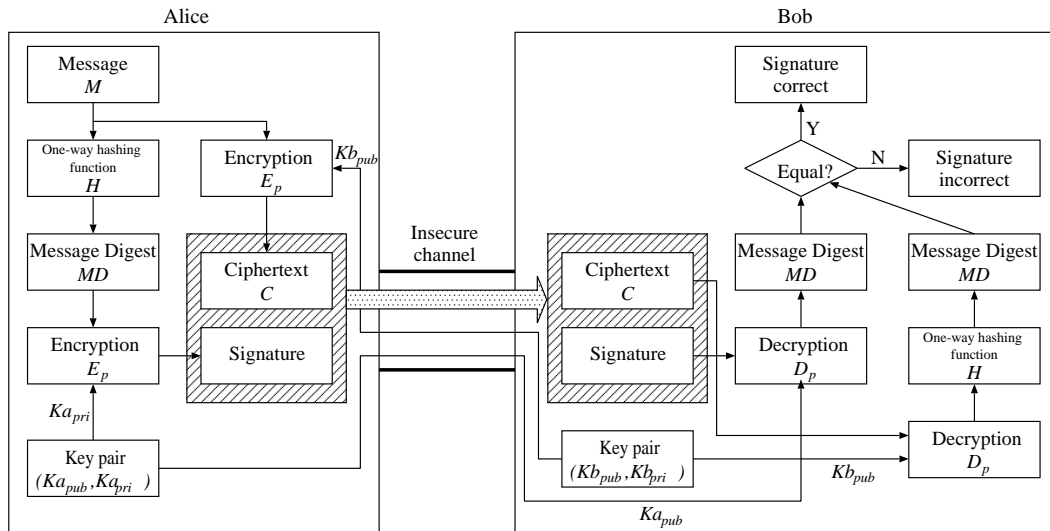 Alice
Bob
Message
M
One-way hashing
function
H
Message Digest
MD
Encryption
E_p
Ka_pri
Key pair
(Ka_pub,Ka_pri )
Encryption
E_p
Kb_pub
Ciphertext
C
Signature
Insecure
channel
Ciphertext
C
Signature
Key pair
(Kb_pub,Kb_pri )
Signature
correct
Y
Equal?
N
Signature
incorrect
Message Digest
MD
Decryption
D_p
Ka_pub
Message Digest
MD
One-way hashing
function
H
Decryption
D_p
Kb_pub